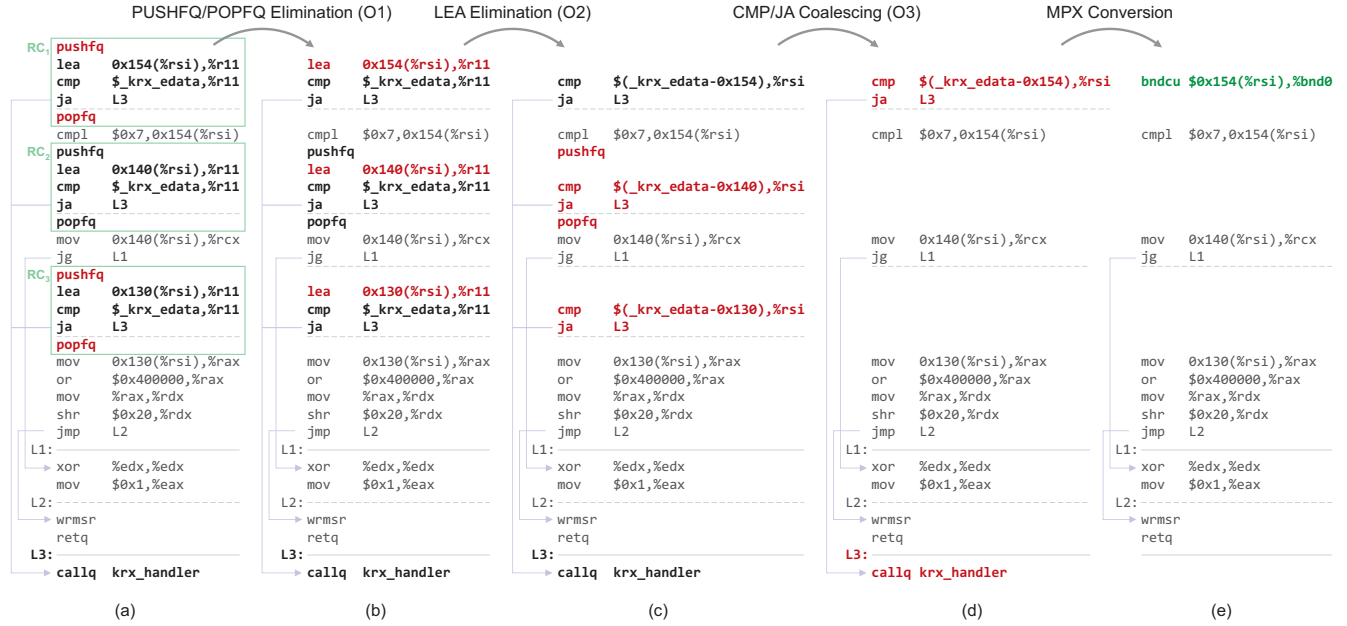 PUSHFQ/POPFQ Elimination (O1) LEA Elimination (O2) CMP/JA Coalescing (O3) MPX Conversion
RC1 pushfq
lea 0x154(%rsi),%r11
cmp $_krx_edata,%r11
ja L3
popfq
cmpl $0x7,0x154(%rsi)
RC2 pushfq
lea 0x140(%rsi),%r11
cmp $_krx_edata,%r11
ja L3
popfq
mov 0x140(%rsi),%rcx
jg L1
RC3 pushfq
lea 0x130(%rsi),%r11
cmp $_krx_edata,%r11
ja L3
popfq
mov 0x130(%rsi),%rax
or $0x400000,%rax
mov %rax,%rdx
shr $0x20,%rdx
jmp L2
L1:
xor %edx,%edx
mov $0x1,%eax
L2:
wrmsr
retq
L3:
callq krx_handler
(a)
lea 0x154(%rsi),%r11
cmp $_krx_edata,%r11
ja L3
cmpl $0x7,0x154(%rsi)
pushfq
lea 0x140(%rsi),%r11
cmp $_krx_edata,%r11
ja L3
popfq
mov 0x140(%rsi),%rcx
jg L1
lea 0x130(%rsi),%r11
cmp $_krx_edata,%r11
ja L3
mov 0x130(%rsi),%rax
or $0x400000,%rax
mov %rax,%rdx
shr $0x20,%rdx
jmp L2
L1:
xor %edx,%edx
mov $0x1,%eax
L2:
wrmsr
retq
L3:
callq krx_handler
(b)
cmp $(_krx_edata-0x154),%rsi
ja L3
cmpl $0x7,0x154(%rsi)
pushfq
cmp $(_krx_edata-0x140),%rsi
ja L3
popfq
mov 0x140(%rsi),%rcx
jg L1
cmp $(_krx_edata-0x130),%rsi
ja L3
mov 0x130(%rsi),%rax
or $0x400000,%rax
mov %rax,%rdx
shr $0x20,%rdx
jmp L2
L1:
xor %edx,%edx
mov $0x1,%eax
L2:
wrmsr
retq
L3:
callq krx_handler
(c)
cmp $(_krx_edata-0x154),%rsi
ja L3
cmpl $0x7,0x154(%rsi)
mov 0x140(%rsi),%rcx
jg L1
mov 0x130(%rsi),%rax
or $0x400000,%rax
mov %rax,%rdx
shr $0x20,%rdx
jmp L2
L1:
xor %edx,%edx
mov $0x1,%eax
L2:
wrmsr
retq
L3:
callq krx_handler
(d)
bndcu $0x154(%rsi),%bnd0
cmpl $0x7,0x154(%rsi)
mov 0x140(%rsi),%rcx
jg L1
mov 0x130(%rsi),%rax
or $0x400000,%rax
mov %rax,%rdx
shr $0x20,%rdx
jmp L2
L1:
xor %edx,%edx
mov $0x1,%eax
L2:
wrmsr
retq
(e)